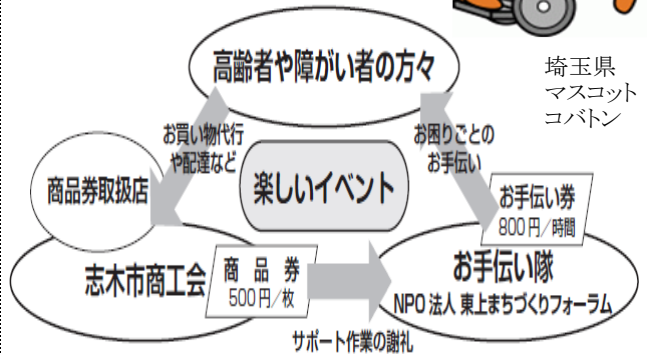 高齢者や障がい者の方々
埼玉県
マスコット
コバトン
お買い物代行
や配達など
お困りごとの
お手伝い
楽しいイベント
商品券取扱店
お手伝い券
800円/時間
志木市商工会
商品券
500円/枚
お手伝い隊
NPO法人 東上まちづくりフォーラム
サポート作業の謝礼